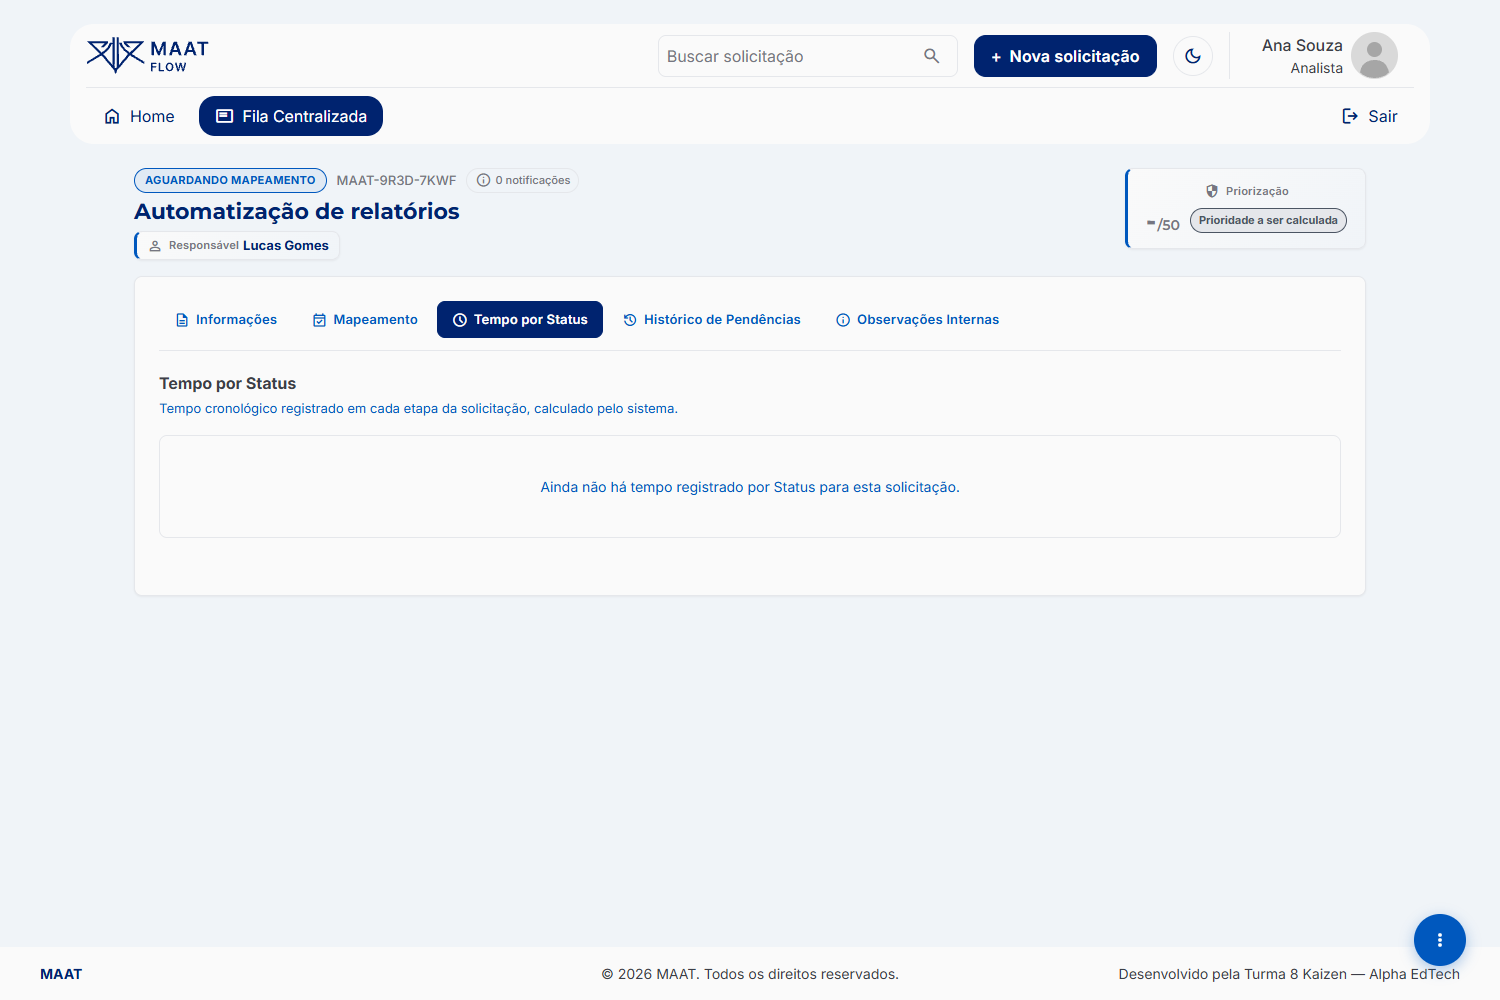 MAAT
FLOW
Buscar solicitação
+ Nova solicitação
Ana Souza
Analista
Home
Fila Centralizada
Sair
AGUARDANDO MAPEAMENTO
MAAT-9R3D-7KWF
0 notificações
Automatização de relatórios
Responsável Lucas Gomes
Priorização
-/50
Prioridade a ser calculada
Informações
Mapeamento
Tempo por Status
Histórico de Pendências
Observações Internas
Tempo por Status
Tempo cronológico registrado em cada etapa da solicitação, calculado pelo sistema.
Ainda não há tempo registrado por Status para esta solicitação.
MAAT
© 2026 MAAT. Todos os direitos reservados.
Desenvolvido pela Turma 8 Kaizen — Alpha EdTech